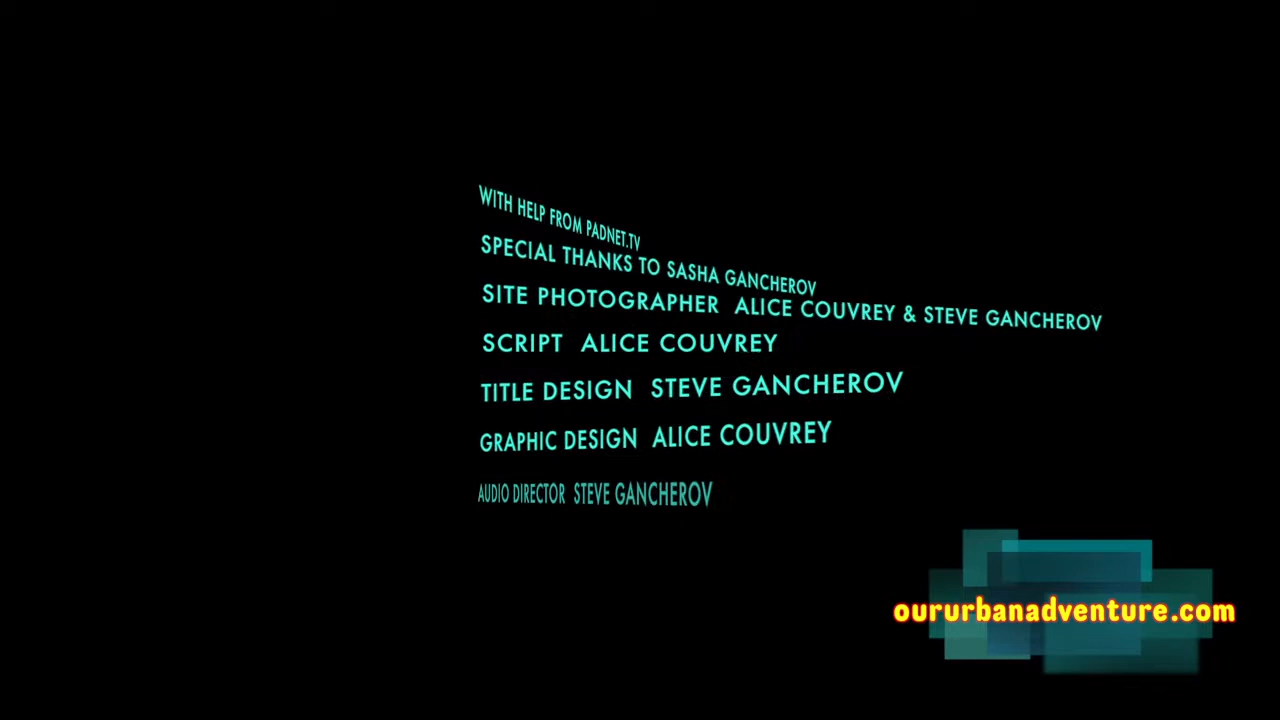 WITH HELP FROM PADNET.TV
SPECIAL THANKS TO SASHA GANCHEROV
SITE PHOTOGRAPHER ALICE COUVREY & STEVE GANCHEROV
SCRIPT ALICE COUVREY
TITLE DESIGN STEVE GANCHEROV
GRAPHIC DESIGN ALICE COUVREY
AUDIO DIRECTOR STEVE GANCHEROV
oururbanadventure.com